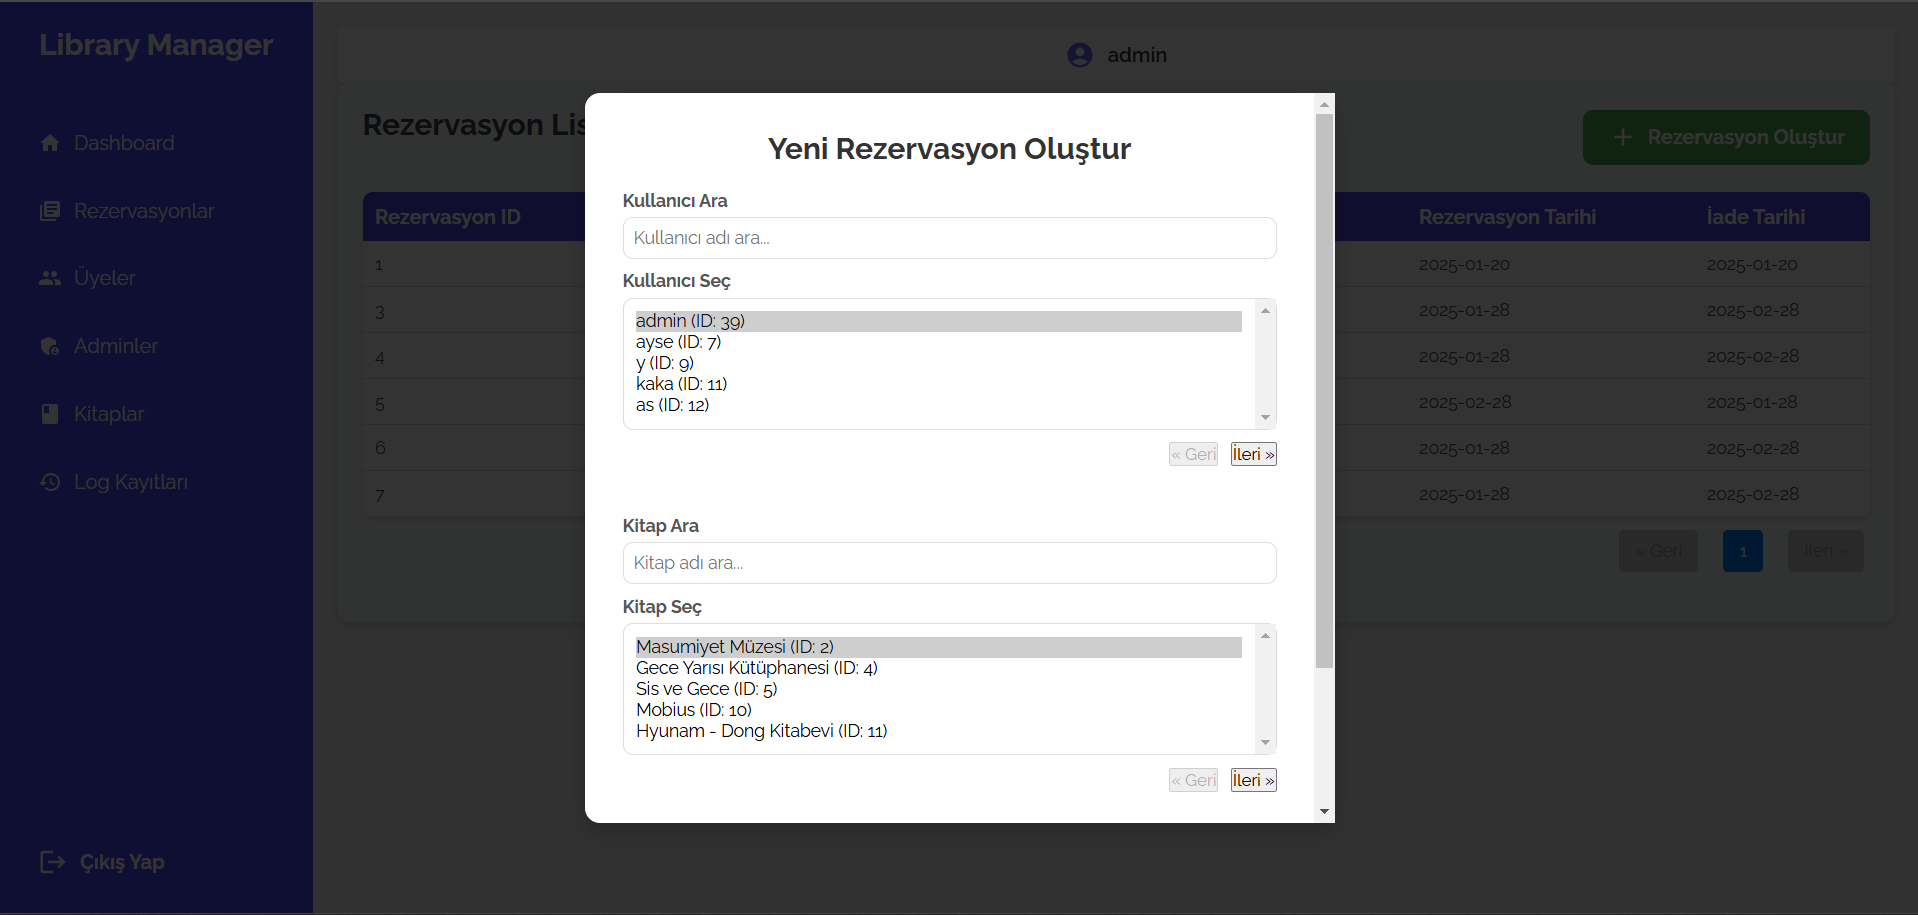 Library Manager
Dashboard
Rezervasyonlar
Üyeler
Adminler
Kitaplar
Log Kayıtları
Çıkış Yap
admin
Rezervasyon Lis
+ Rezervasyon Oluştur
Rezervasyon ID Rezervasyon Tarihi İade Tarihi
1 2025-01-20 2025-01-20
3 2025-01-28 2025-02-28
4 2025-01-28 2025-02-28
5 2025-02-28 2025-01-28
6 2025-01-28 2025-02-28
7 2025-01-28 2025-02-28
« Geri 1 İleri »
Yeni Rezervasyon Oluştur
Kullanıcı Ara
Kullanıcı adı ara...
Kullanıcı Seç
admin (ID: 39)
ayse (ID: 7)
y (ID: 9)
kaka (ID: 11)
as (ID: 12)
« Geri İleri »
Kitap Ara
Kitap adı ara...
Kitap Seç
Masumiyet Müzesi (ID: 2)
Gece Yarısı Kütüphanesi (ID: 4)
Sis ve Gece (ID: 5)
Mobius (ID: 10)
Hyunam - Dong Kitabevi (ID: 11)
« Geri İleri »